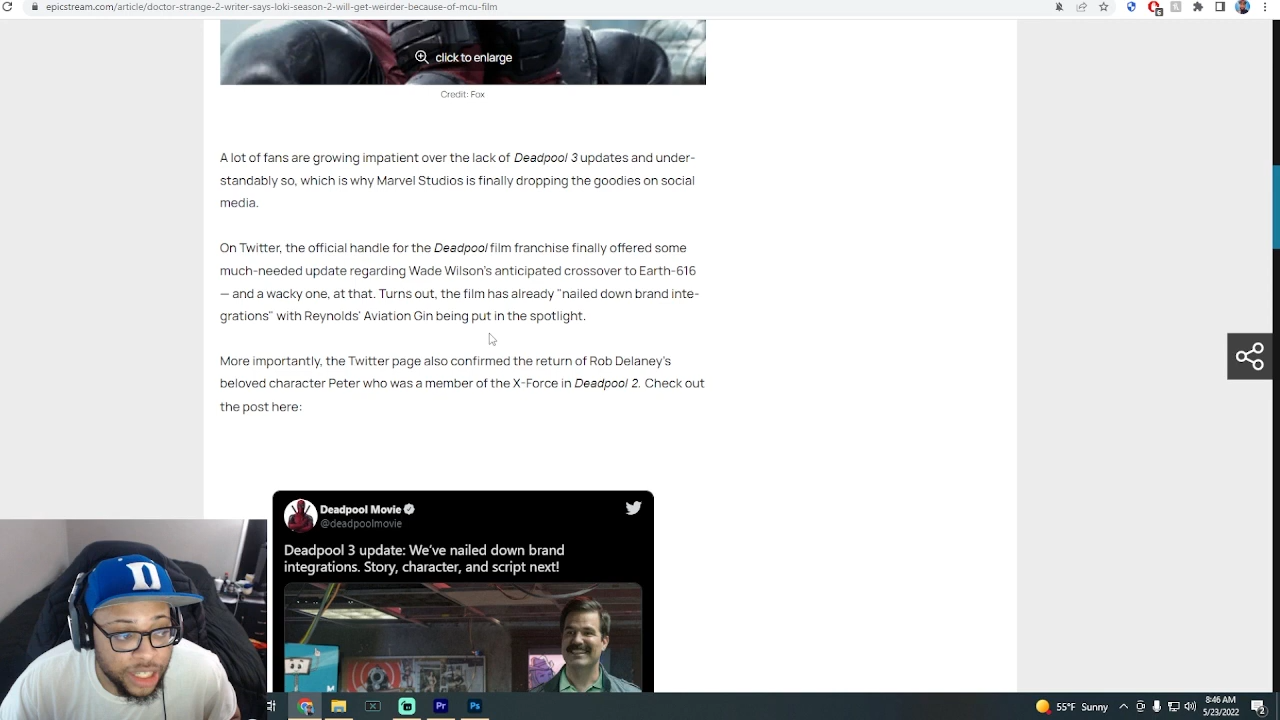 epicstream.com/article/doctor-strange-2-writer-says-loki-season-2-will-get-weirder-because-of-mcu-film
click to enlarge
Credit: Fox
A lot of fans are growing impatient over the lack of Deadpool 3 updates and under-
standably so, which is why Marvel Studios is finally dropping the goodies on social
media.
On Twitter, the official handle for the Deadpool film franchise finally offered some
much-needed update regarding Wade Wilson's anticipated crossover to Earth-616
— and a wacky one, at that. Turns out, the film has already "nailed down brand inte-
grations" with Reynolds' Aviation Gin being put in the spotlight.
More importantly, the Twitter page also confirmed the return of Rob Delaney's
beloved character Peter who was a member of the X-Force in Deadpool 2. Check out
the post here:
Deadpool Movie
@deadpoolmovie
Deadpool 3 update: We've nailed down brand
integrations. Story, character, and script next!
D
Pr
Ps
55°F Sunny
8:46 AM
5/23/2022
2